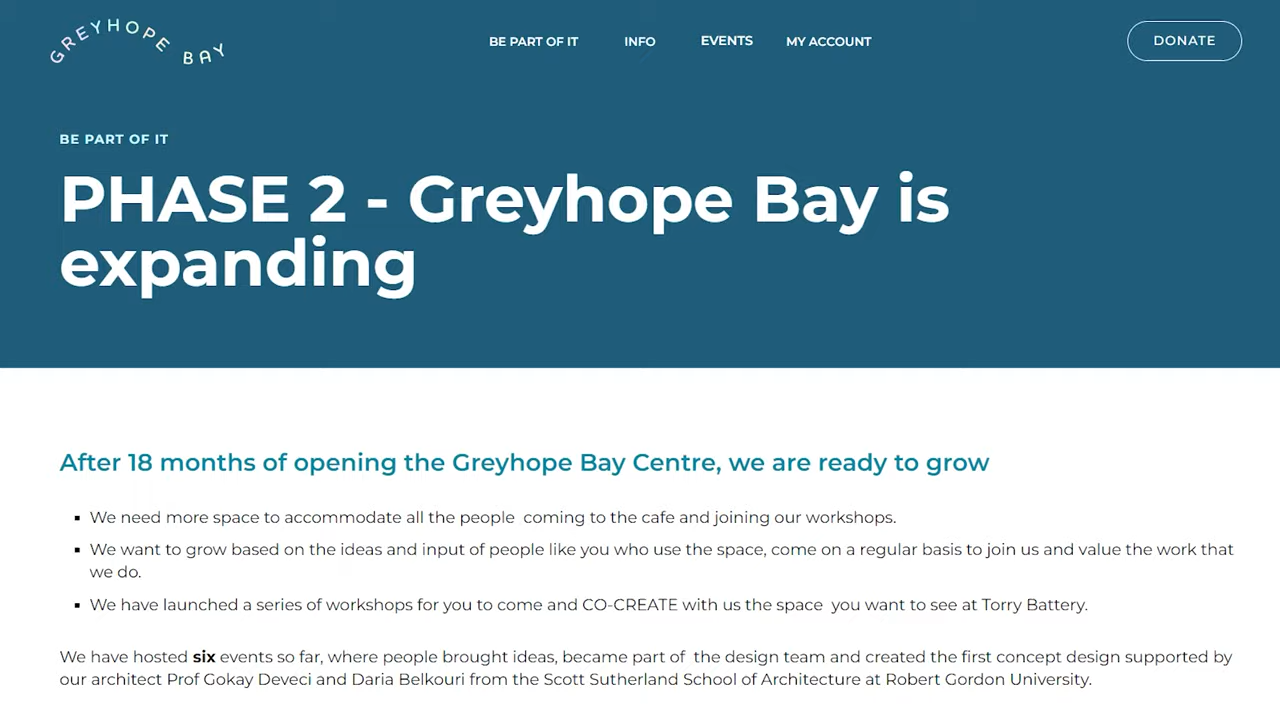 GREYHOPE BAY
BE PART OF IT
INFO
EVENTS
MY ACCOUNT
DONATE
BE PART OF IT
PHASE 2 - Greyhope Bay is
expanding
After 18 months of opening the Greyhope Bay Centre, we are ready to grow
▪ We need more space to accommodate all the people  coming to the cafe and joining our workshops.
▪ We want to grow based on the ideas and input of people like you who use the space, come on a regular basis to join us and value the work that
we do.
▪ We have launched a series of workshops for you to come and CO-CREATE with us the space  you want to see at Torry Battery.
We have hosted six events so far, where people brought ideas, became part of  the design team and created the first concept design supported by
our architect Prof Gokay Deveci and Daria Belkouri from the Scott Sutherland School of Architecture at Robert Gordon University.